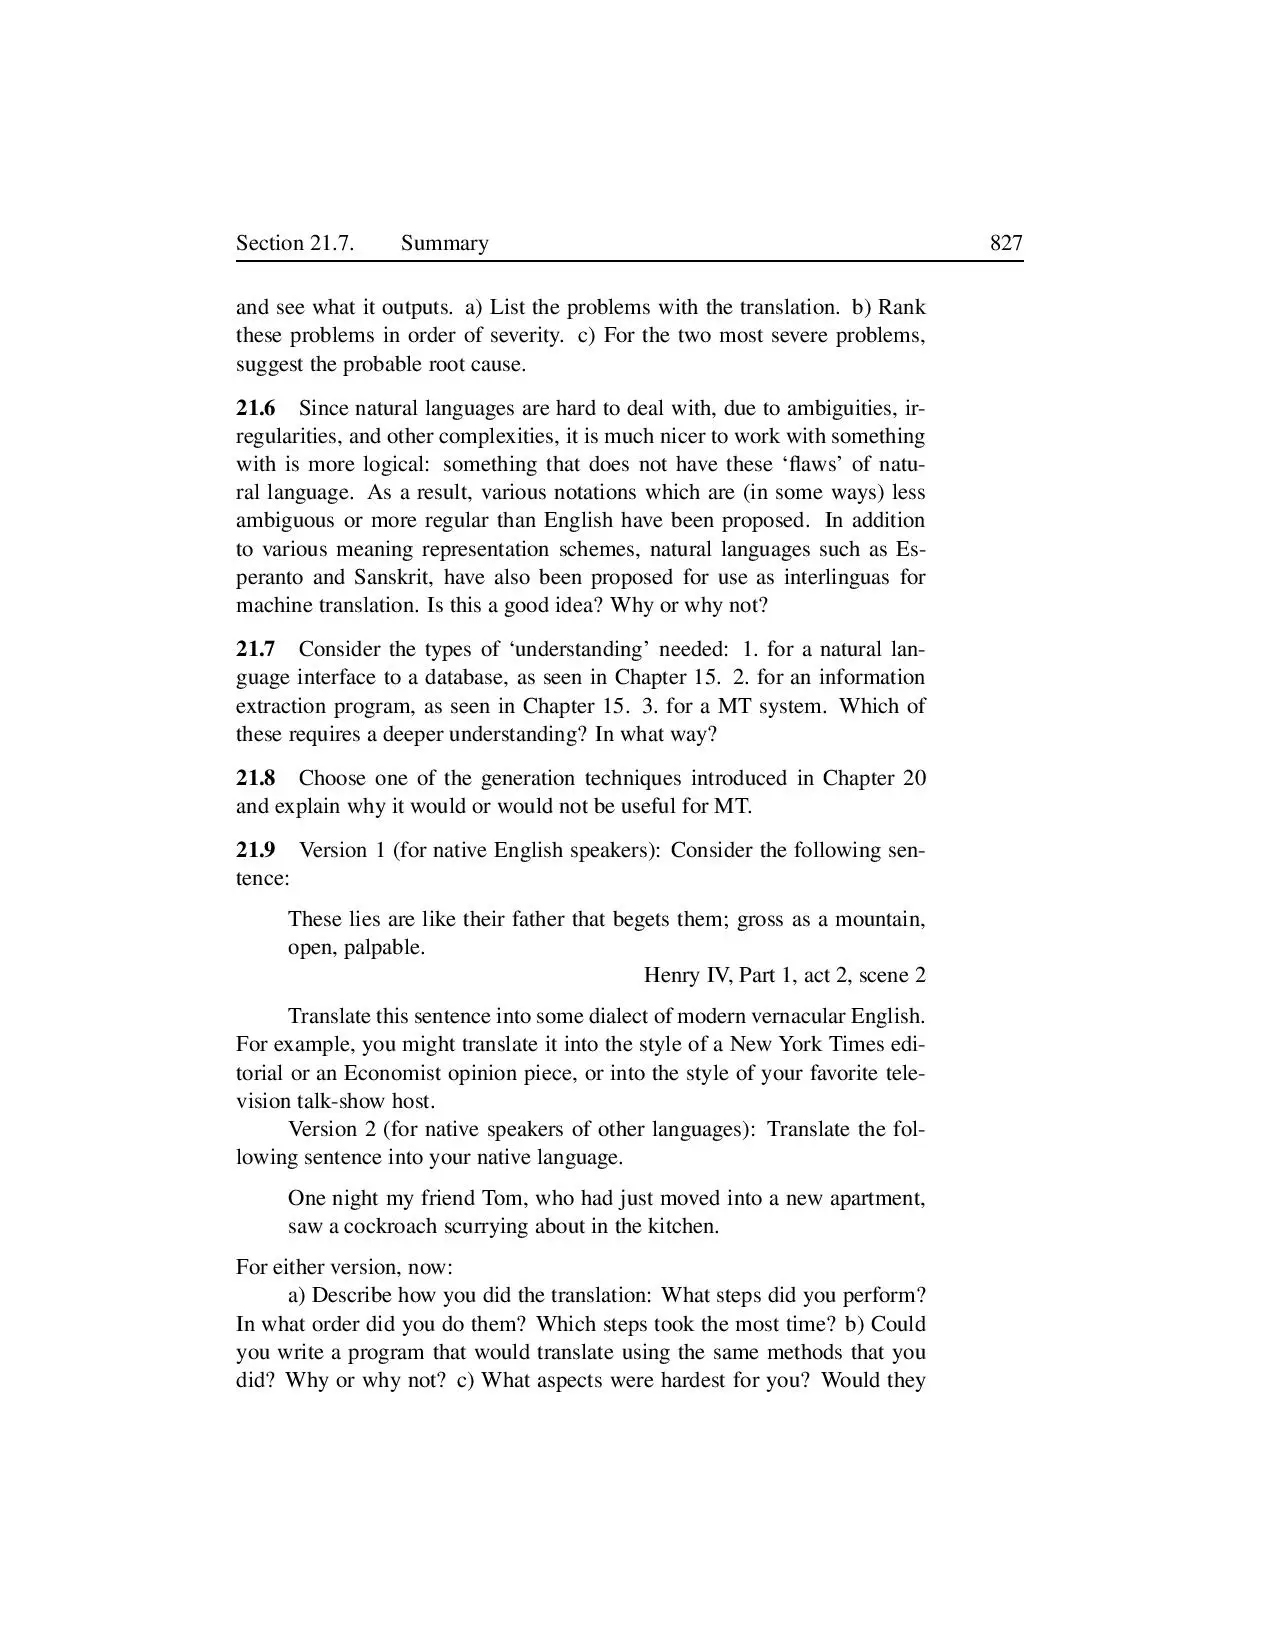 Section 21.7. Summary 827
and see what it outputs. a) List the problems with the translation. b) Rank
these problems in order of severity. c) For the two most severe problems,
suggest the probable root cause.
21.6 Since natural languages are hard to deal with, due to ambiguities, ir-
regularities, and other complexities, it is much nicer to work with something
with is more logical: something that does not have these ‘flaws’ of natu-
ral language. As a result, various notations which are (in some ways) less
ambiguous or more regular than English have been proposed. In addition
to various meaning representation schemes, natural languages such as Es-
peranto and Sanskrit, have also been proposed for use as interlinguas for
machine translation. Is this a good idea? Why or why not?
21.7 Consider the types of ‘understanding’ needed: 1. for a natural lan-
guage interface to a database, as seen in Chapter 15. 2. for an information
extraction program, as seen in Chapter 15. 3. for a MT system. Which of
these requires a deeper understanding? In what way?
21.8 Choose one of the generation techniques introduced in Chapter 20
and explain why it would or would not be useful for MT.
21.9 Version 1 (for native English speakers): Consider the following sen-
tence:
These lies are like their father that begets them; gross as a mountain,
open, palpable.
Henry IV, Part 1, act 2, scene 2
Translate this sentence into some dialect of modern vernacular English.
For example, you might translate it into the style of a New York Times edi-
torial or an Economist opinion piece, or into the style of your favorite tele-
vision talk-show host.
Version 2 (for native speakers of other languages): Translate the fol-
lowing sentence into your native language.
One night my friend Tom, who had just moved into a new apartment,
saw a cockroach scurrying about in the kitchen.
For either version, now:
a) Describe how you did the translation: What steps did you perform?
In what order did you do them? Which steps took the most time? b) Could
you write a program that would translate using the same methods that you
did? Why or why not? c) What aspects were hardest for you? Would they